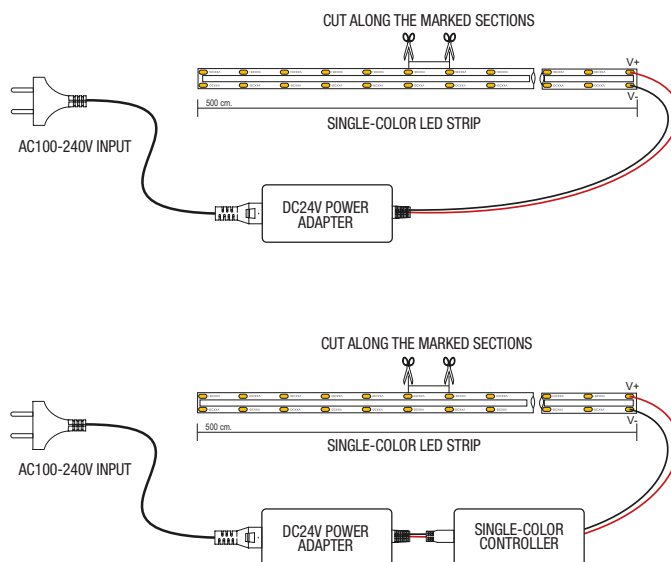 CUT ALONG THE MARKED SECTIONS
V+
V-
500 cm.
SINGLE-COLOR LED STRIP
AC100-240V INPUT
DC24V POWER
ADAPTER
CUT ALONG THE MARKED SECTIONS
V+
V-
500 cm.
SINGLE-COLOR LED STRIP
AC100-240V INPUT
DC24V POWER
ADAPTER
SINGLE-COLOR
CONTROLLER